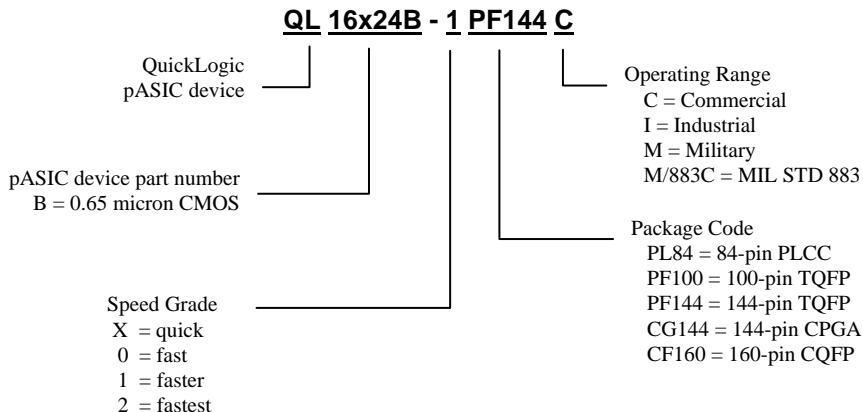 QL 16x24B - 1 PF144 C
QuickLogic
pASIC device
pASIC device part number
B = 0.65 micron CMOS
Speed Grade
X = quick
0 = fast
1 = faster
2 = fastest
Operating Range
C = Commercial
I = Industrial
M = Military
M/883C = MIL STD 883
Package Code
PL84 = 84-pin PLCC
PF100 = 100-pin TQFP
PF144 = 144-pin TQFP
CG144 = 144-pin CPGA
CF160 = 160-pin CQFP